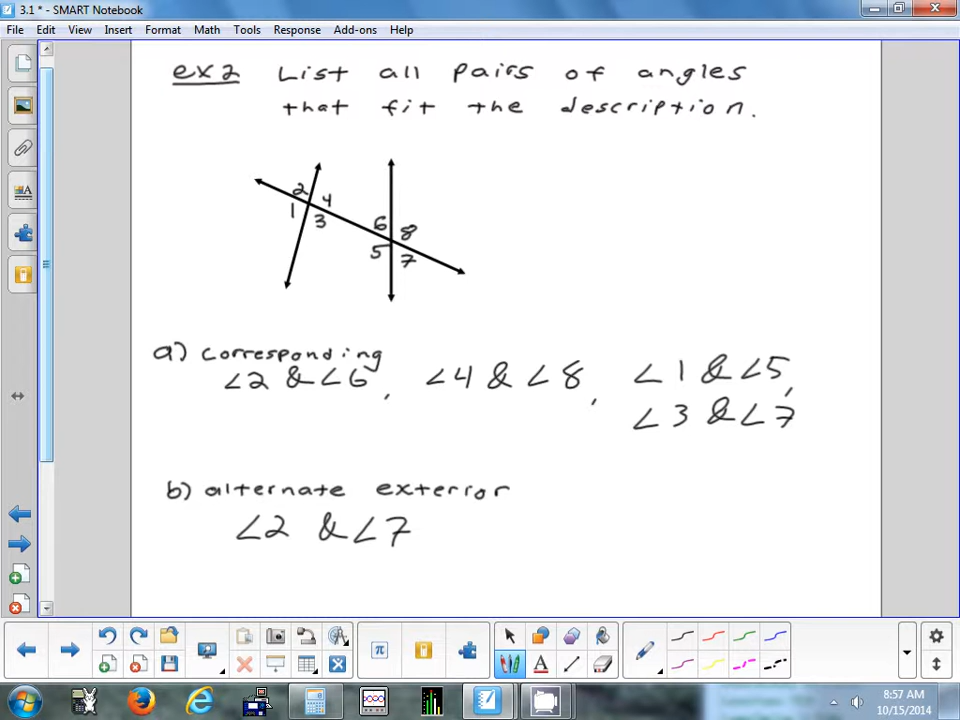 3.1 * - SMART Notebook
File Edit View Insert Format Math Tools Response Add-ons Help
ex 2 List all pairs of angles
that fit the description.
2
4
1
3
6
8
5
7
a) corresponding
∠2 & ∠6, ∠4 & ∠8, ∠1 & ∠5,
∠3 & ∠7
b) alternate exterior
∠2 & ∠7
8:57 AM
10/15/2014